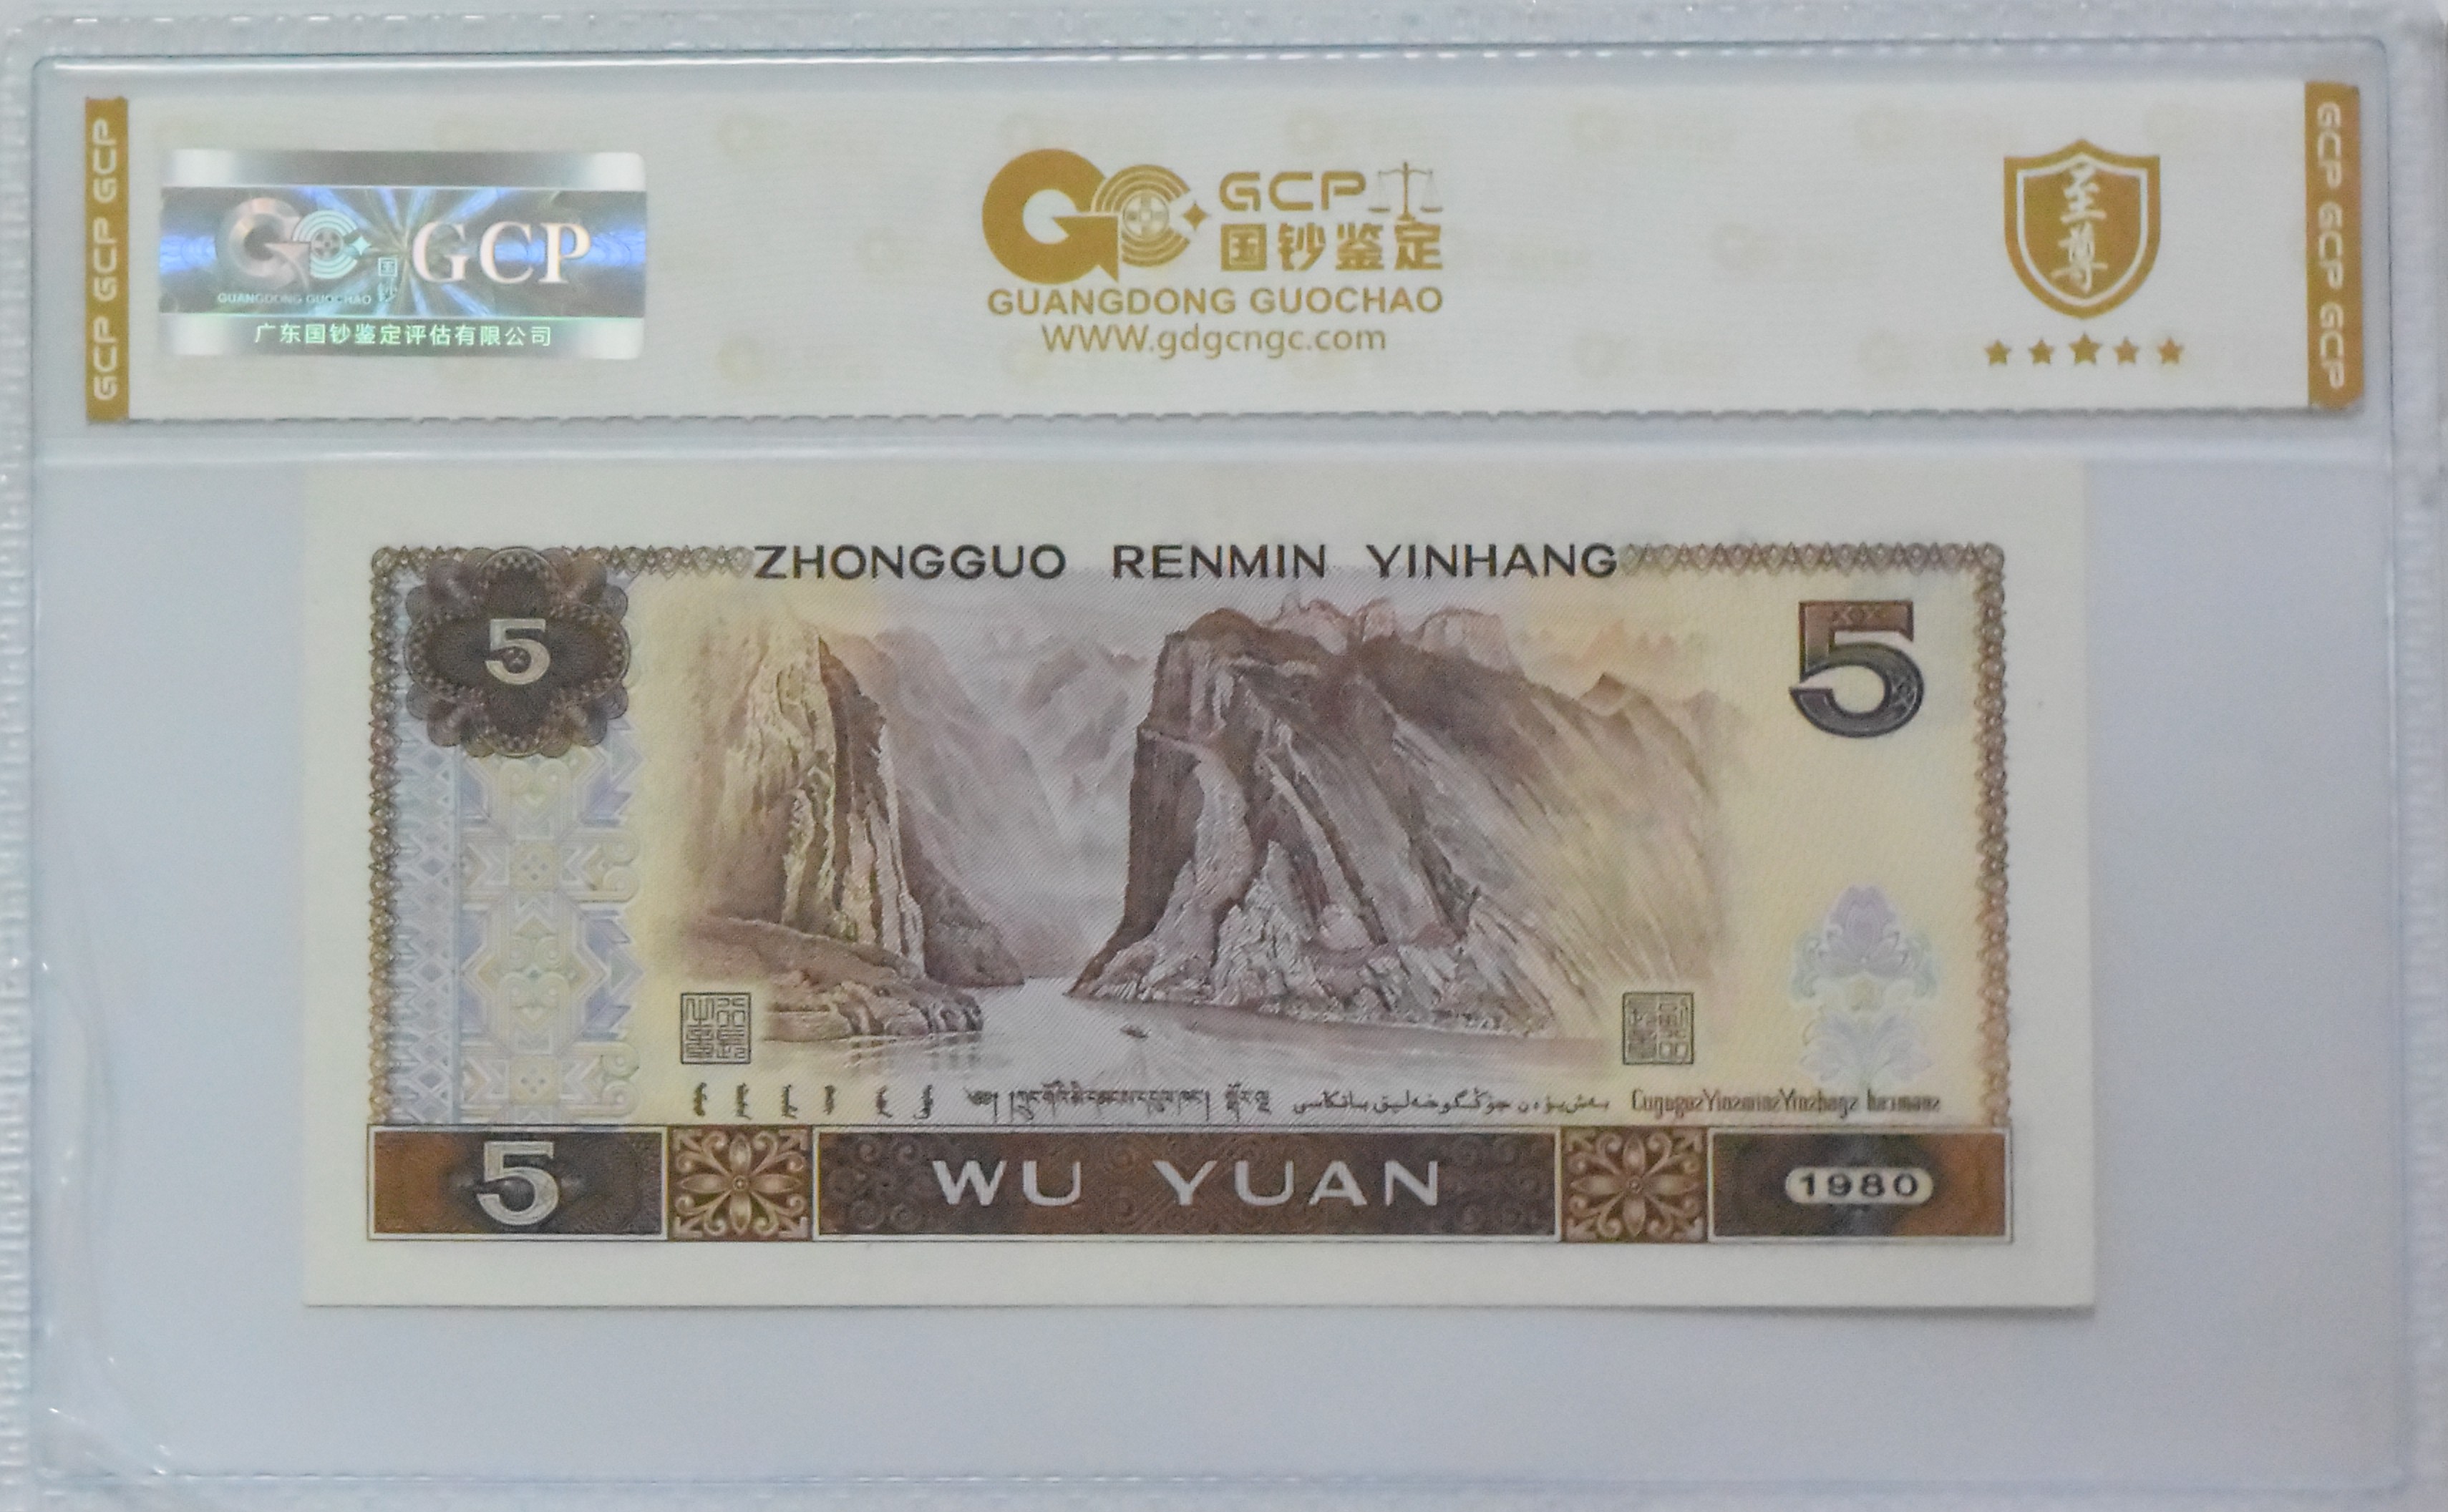 GCP GCP GCP
GCP
国钞
GUANGDONG GUOCHAO
广东国钞鉴定评估有限公司
GCP
国钞鉴定
GUANGDONG GUOCHAO
WWW.gdgcngc.com
至尊
GCP GCP GCP
ZHONGGUO RENMIN YINHANG
5
5
5
WU YUAN
1980